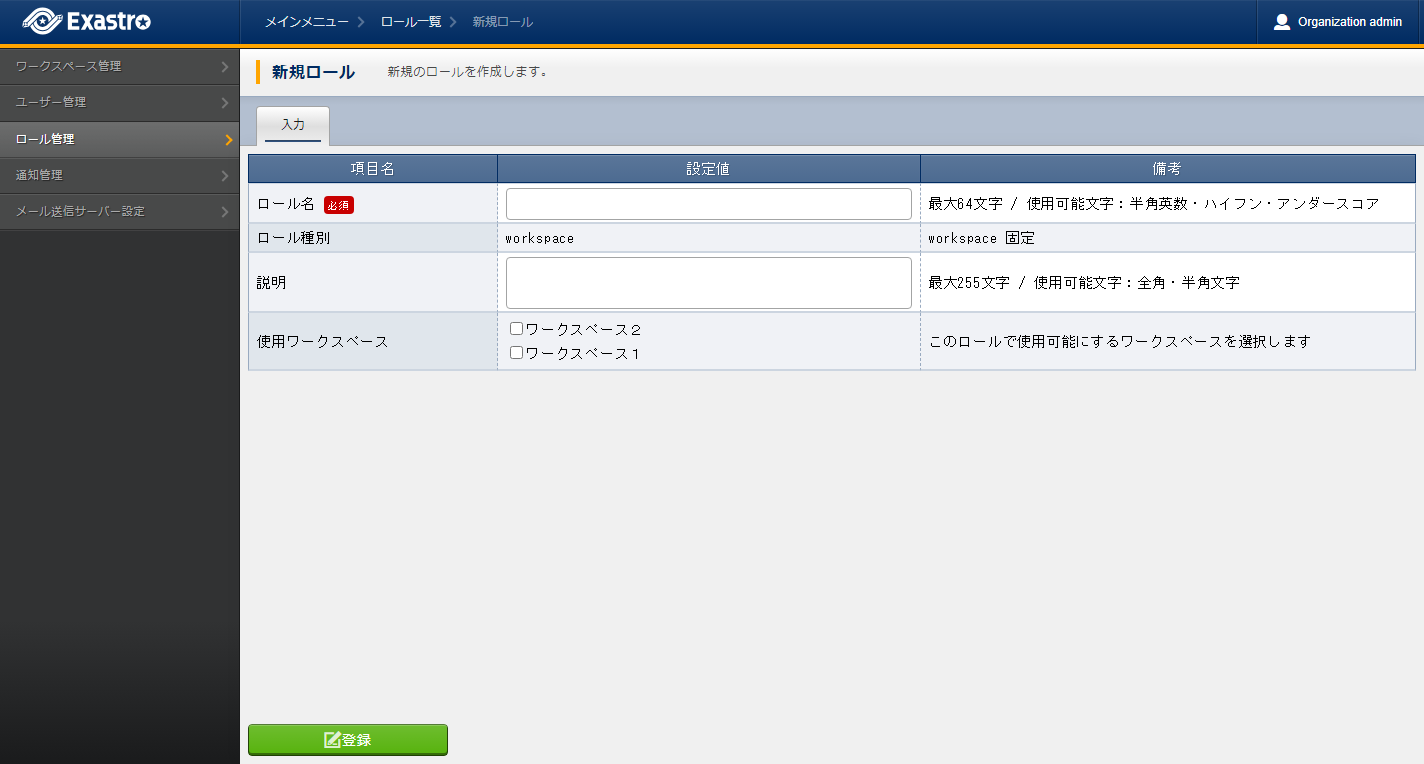 Exastro
メインメニュー ロール一覧 新規ロール
Organization admin
ワークスペース管理
ユーザー管理
ロール管理
通知管理
メール送信サーバー設定
新規ロール 新規のロールを作成します。
入力
項目名 設定値 備考
ロール名 必須 最大64文字 / 使用可能文字：半角英数・ハイフン・アンダースコア
ロール種別 workspace workspace 固定
説明 最大255文字 / 使用可能文字：全角・半角文字
使用ワークスペース ワークスペース２ このロールで使用可能にするワークスペースを選択します
ワークスペース１
登録